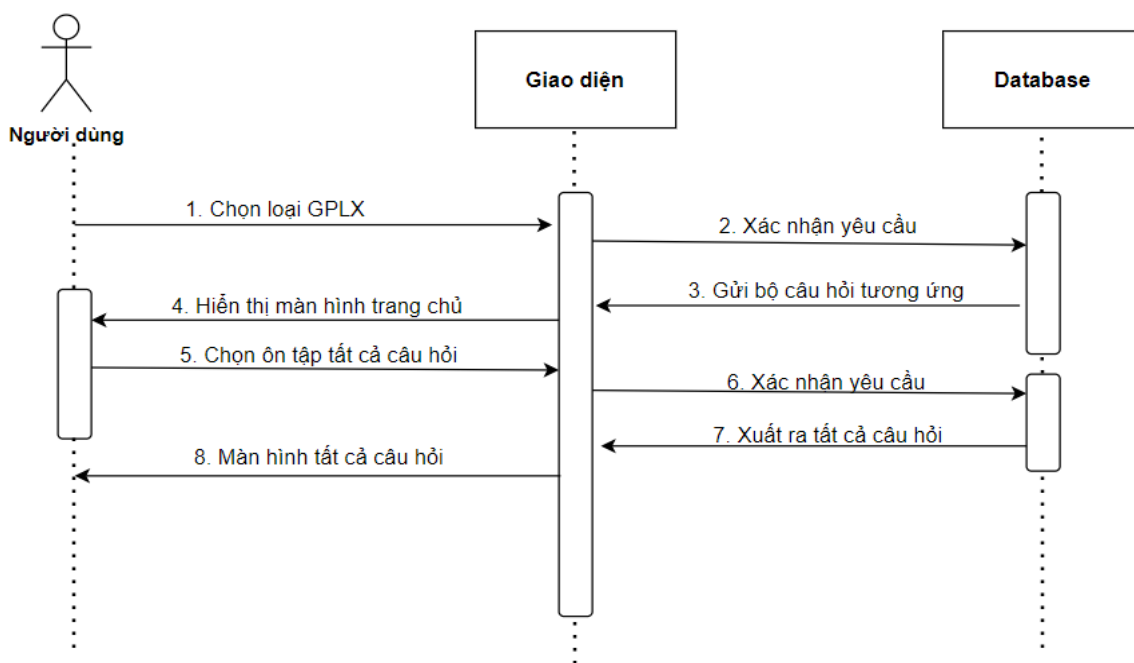 Người dùng
Giao diện
Database
1. Chọn loại GPLX
2. Xác nhận yêu cầu
3. Gửi bộ câu hỏi tương ứng
4. Hiển thị màn hình trang chủ
5. Chọn ôn tập tất cả câu hỏi
6. Xác nhận yêu cầu
7. Xuất ra tất cả câu hỏi
8. Màn hình tất cả câu hỏi